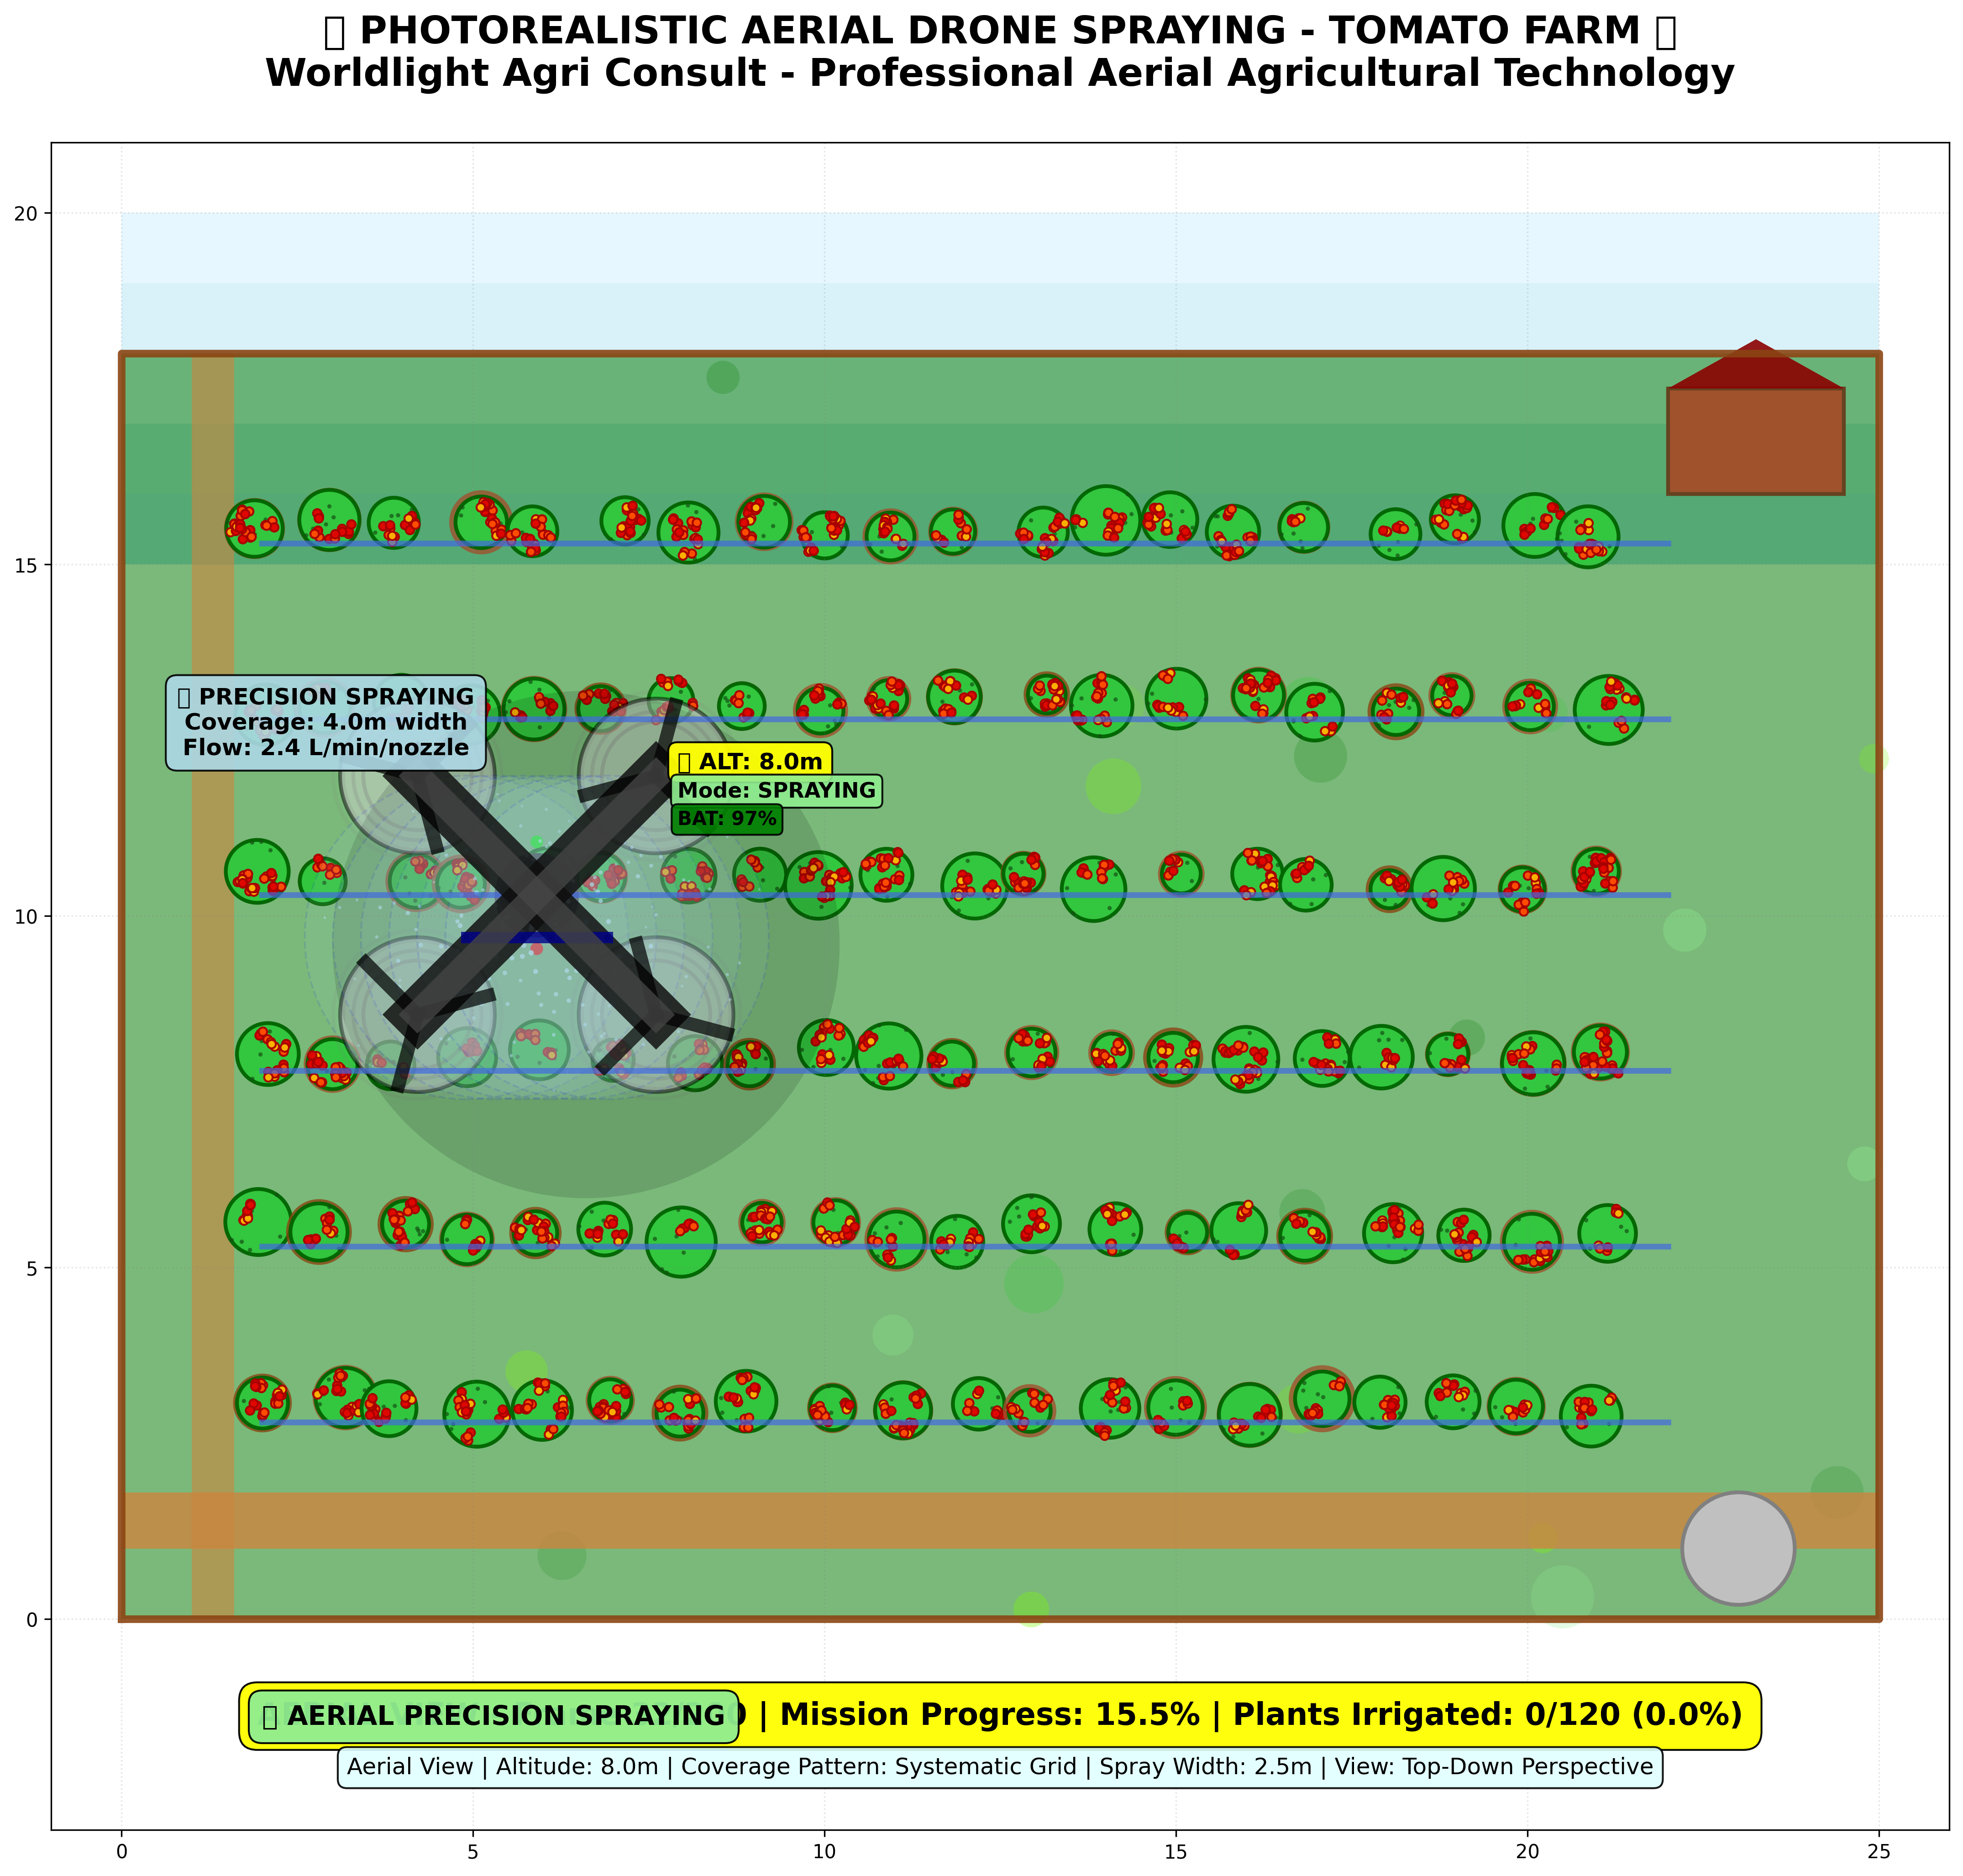 PHOTOREALISTIC AERIAL DRONE SPRAYING - TOMATO FARM
Worldlight Agri Consult - Professional Aerial Agricultural Technology
20
15
10
5
0
PRECISION SPRAYING
Coverage: 4.0m width
Flow: 2.4 L/min/nozzle
ALT: 8.0m
Mode: SPRAYING
BAT: 97%
AERIAL PRECISION SPRAYING
0 | Mission Progress: 15.5% | Plants Irrigated: 0/120 (0.0%)
Aerial View | Altitude: 8.0m | Coverage Pattern: Systematic Grid | Spray Width: 2.5m | View: Top-Down Perspective
0
5
10
15
20
25